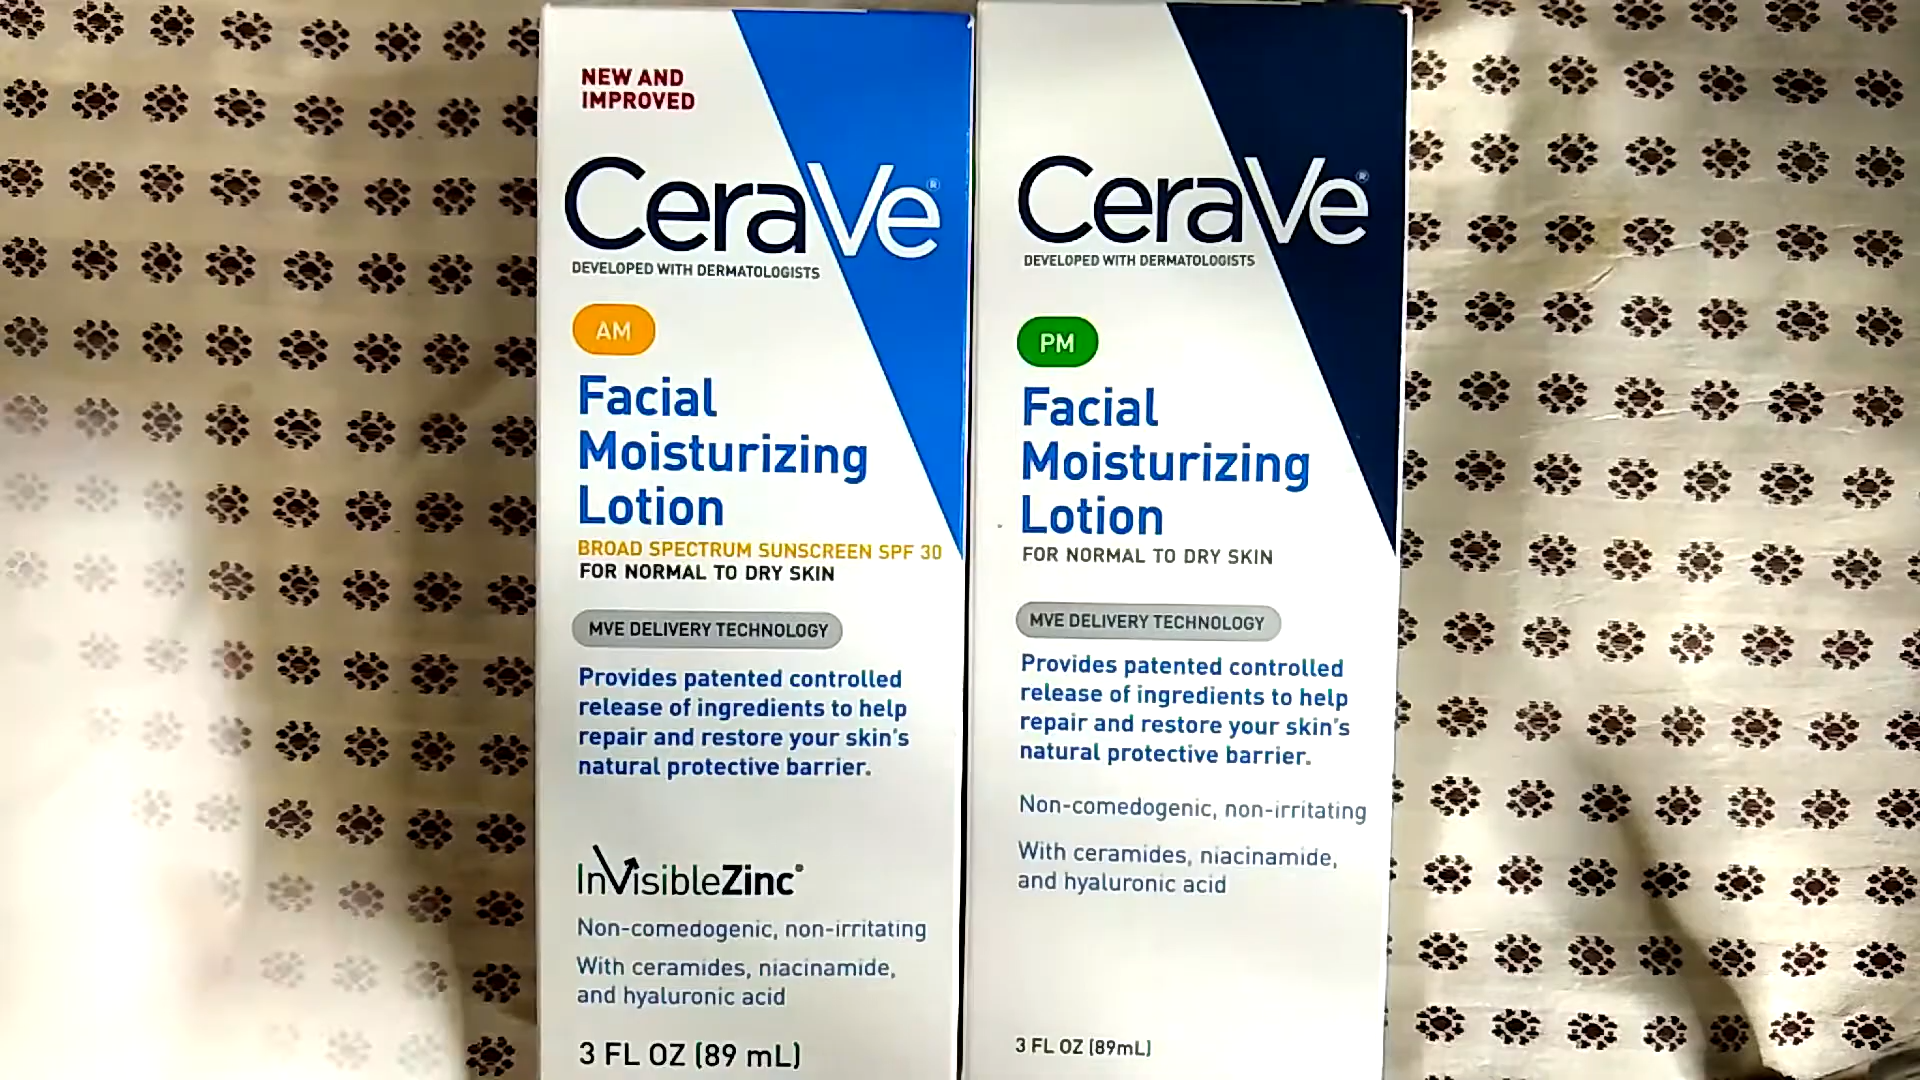 NEW AND
IMPROVED
CeraVe®
DEVELOPED WITH DERMATOLOGISTS
AM
Facial
Moisturizing
Lotion
BROAD SPECTRUM SUNSCREEN SPF 30
FOR NORMAL TO DRY SKIN
MVE DELIVERY TECHNOLOGY
Provides patented controlled
release of ingredients to help
repair and restore your skin's
natural protective barrier.
InVisibleZinc®
Non-comedogenic, non-irritating
With ceramides, niacinamide,
and hyaluronic acid
3 FL OZ (89 mL)
CeraVe®
DEVELOPED WITH DERMATOLOGISTS
PM
Facial
Moisturizing
Lotion
FOR NORMAL TO DRY SKIN
MVE DELIVERY TECHNOLOGY
Provides patented controlled
release of ingredients to help
repair and restore your skin's
natural protective barrier.
Non-comedogenic, non-irritating
With ceramides, niacinamide,
and hyaluronic acid
3 FL OZ (89mL)